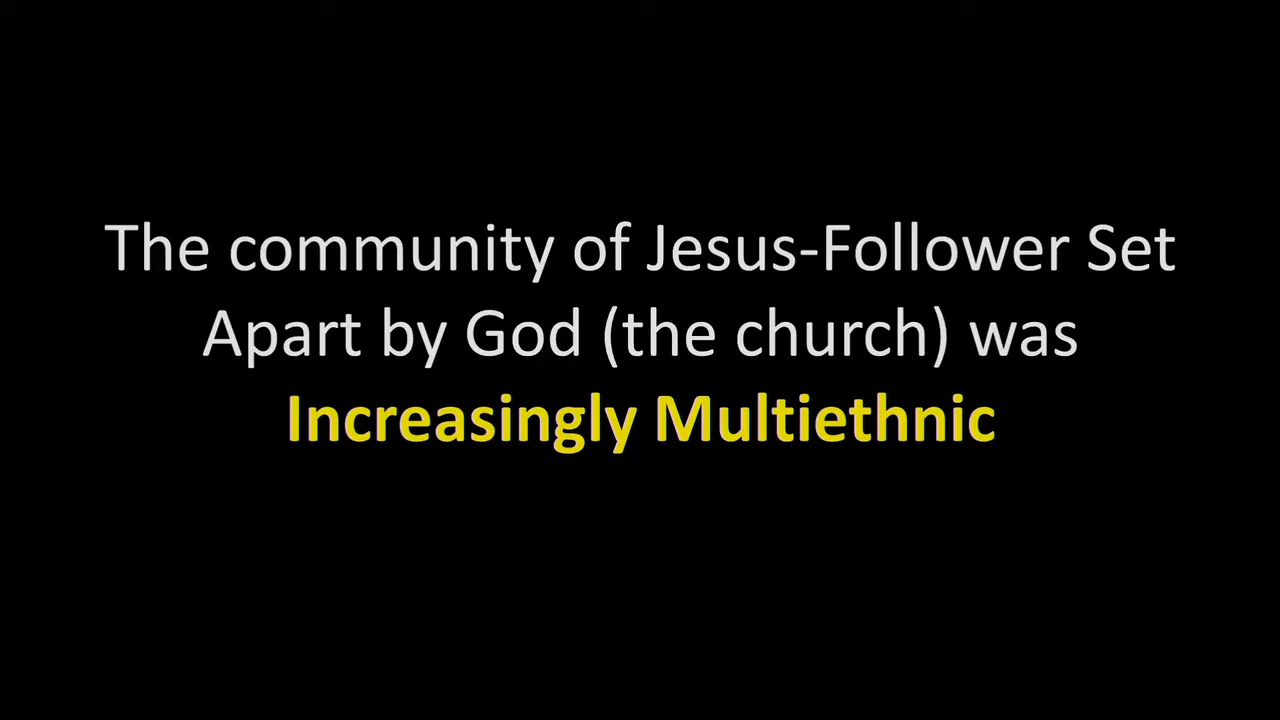 The community of Jesus-Follower Set
Apart by God (the church) was
Increasingly Multiethnic